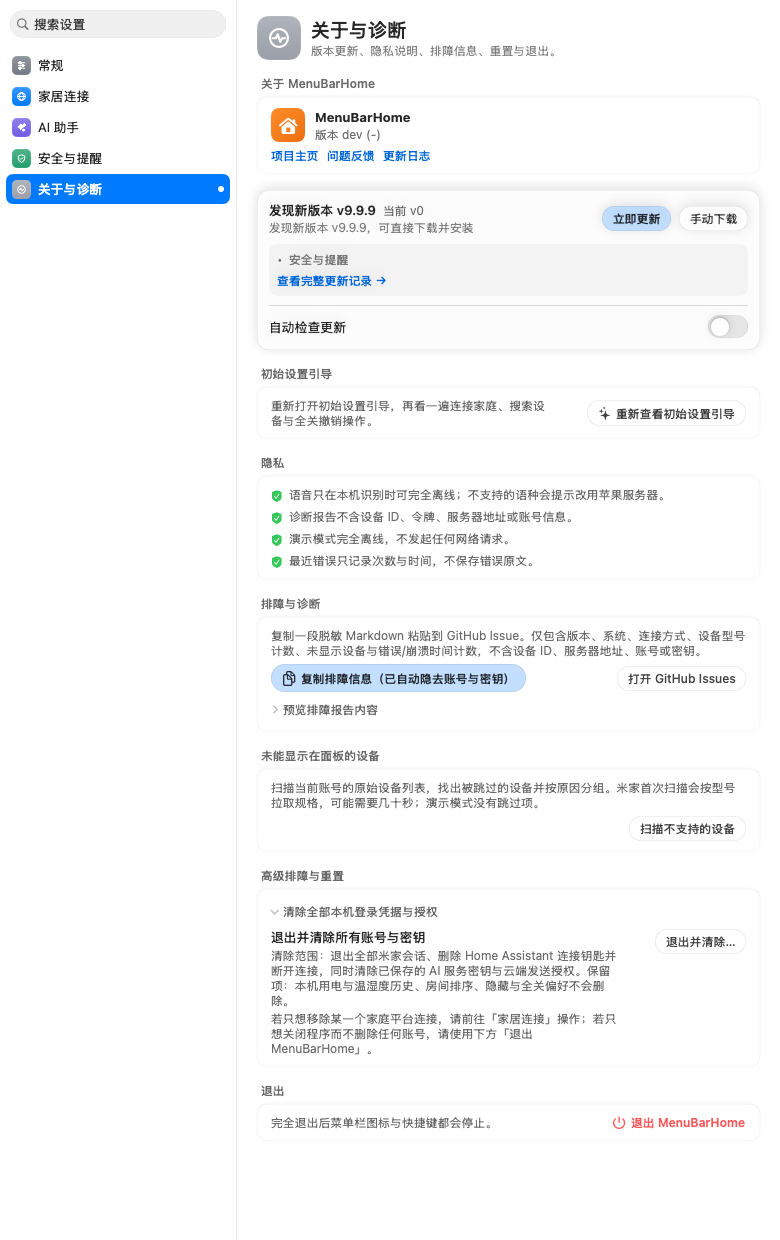 搜索设置
常规
家居连接
AI 助手
安全与提醒
关于与诊断
关于与诊断
版本更新、隐私说明、排障信息、重置与退出。
关于 MenuBarHome
MenuBarHome
版本 dev (-)
项目主页 问题反馈 更新日志
发现新版本 v9.9.9 当前 v0
发现新版本 v9.9.9，可直接下载并安装
立即更新
手动下载
• 安全与提醒
查看完整更新记录 →
自动检查更新
初始设置引导
重新打开初始设置引导，再看一遍连接家庭、搜索设
备与全关撤销操作。
重新查看初始设置引导
隐私
语音只在本机识别时可完全离线；不支持的语种会提示改用苹果服务器。
诊断报告不含设备 ID、令牌、服务器地址或账号信息。
演示模式完全离线，不发起任何网络请求。
最近错误只记录次数与时间，不保存错误原文。
排障与诊断
复制一段脱敏 Markdown 粘贴到 GitHub Issue。仅包含版本、系统、连接方式、设备型号
计数、未显示设备与错误/崩溃时间计数，不含设备 ID、服务器地址、账号或密钥。
复制排障信息（已自动隐去账号与密钥）
打开 GitHub Issues
预览排障报告内容
未能显示在面板的设备
扫描当前账号的原始设备列表，找出被跳过的设备并按原因分组。米家首次扫描会按型号
拉取规格，可能需要几十秒；演示模式没有跳过项。
扫描不支持的设备
高级排障与重置
清除全部本机登录凭据与授权
退出并清除所有账号与密钥
退出并清除...
清除范围：退出全部米家会话、删除 Home Assistant 连接钥匙并
断开连接，同时清除已保存的 AI 服务密钥与云端发送授权。保留
项：本机用电与温湿度历史、房间排序、隐藏与全关偏好不会删
除。
若只想移除某一个家庭平台连接，请前往「家居连接」操作；若只
想关闭程序而不删除任何账号，请使用下方「退出
MenuBarHome」。
退出
完全退出后菜单栏图标与快捷键都会停止。
退出 MenuBarHome